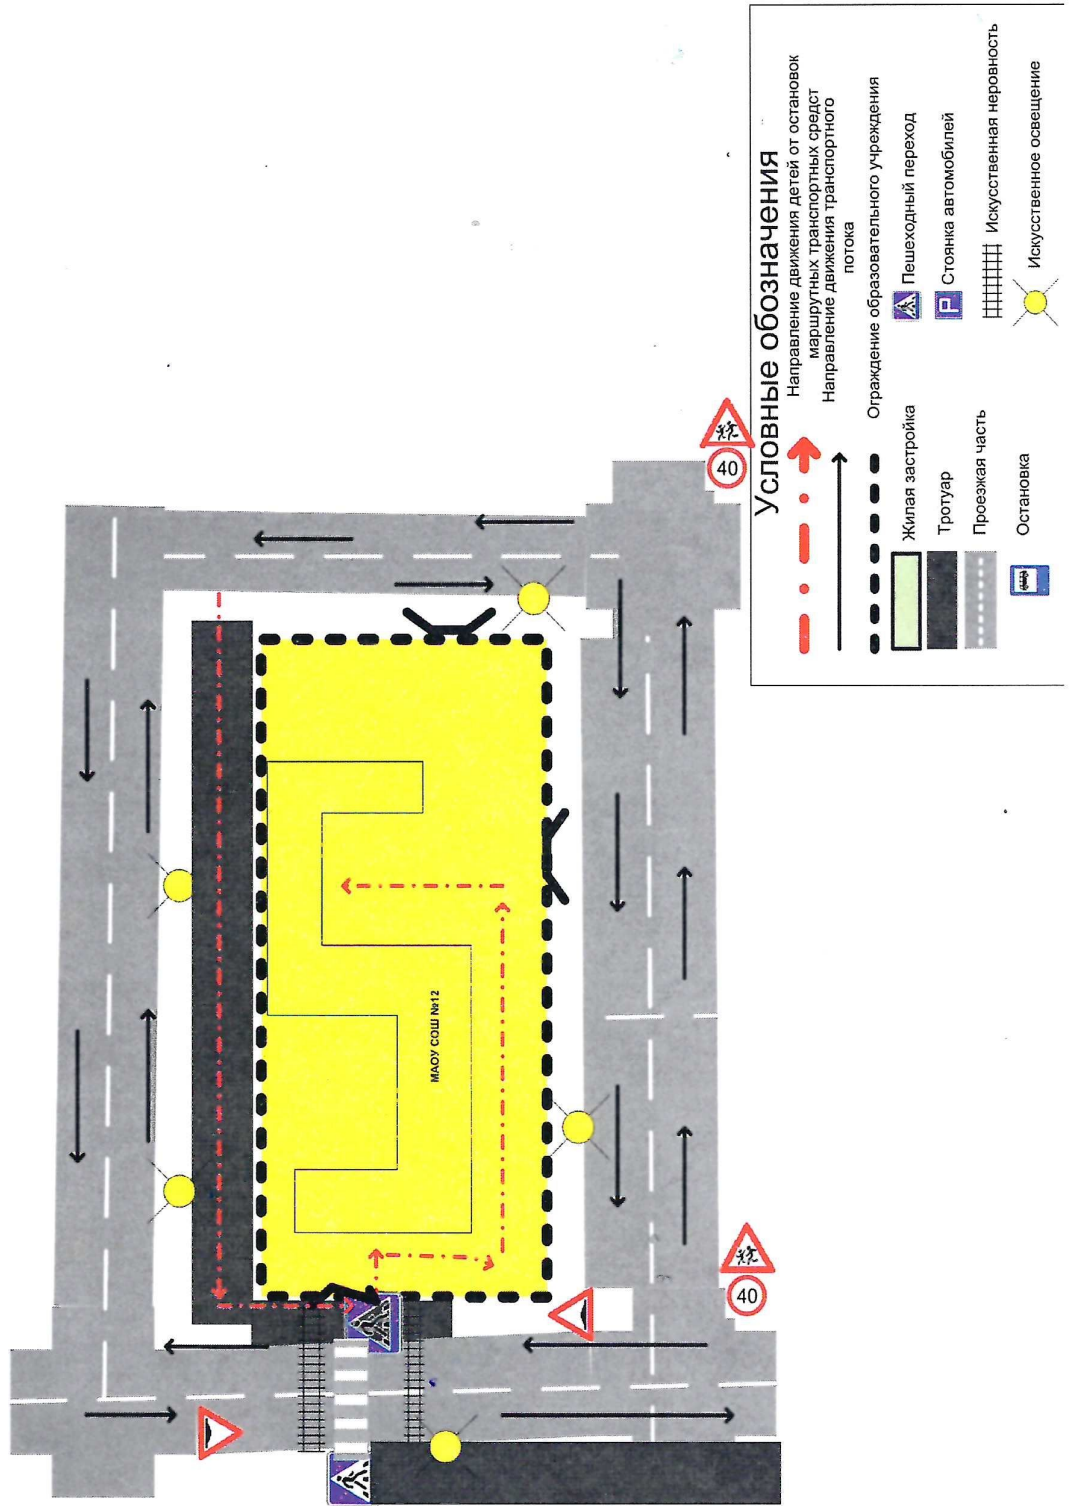 МАОУ СОШ №12
40
40
Условные обозначения
Направление движения детей от остановок
маршрутных транспортных средст
Направление движения транспортного
потока
Ограждение образовательного учреждения
Жилая застройка
Тротуар
Проезжая часть
Остановка
Пешеходный переход
P
Стоянка автомобилей
Искусственная неровность
Искусственное освещение